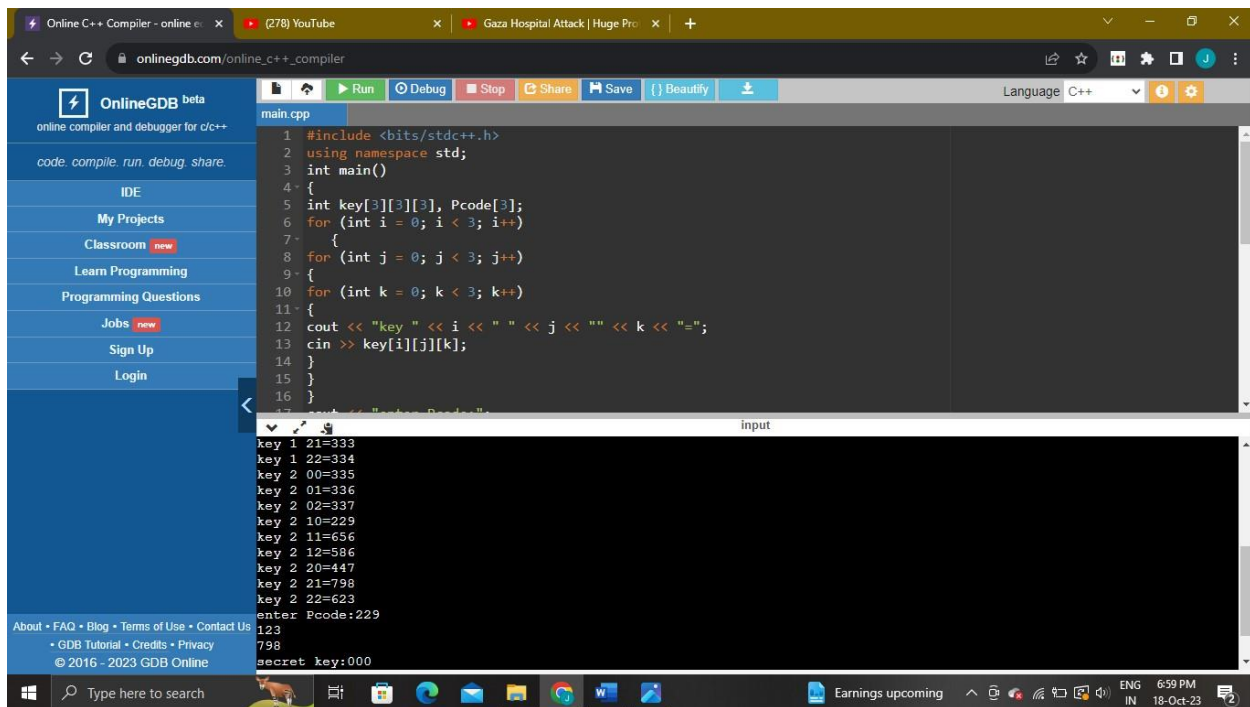 Online C++ Compiler - online e
(278) YouTube
Gaza Hospital Attack | Huge Pro
onlinegdb.com/online_c++_compiler
J
OnlineGDB beta
online compiler and debugger for c/c++
code. compile. run. debug. share.
IDE
My Projects
Classroom new
Learn Programming
Programming Questions
Jobs new
Sign Up
Login
About • FAQ • Blog • Terms of Use • Contact Us
• GDB Tutorial • Credits • Privacy
© 2016 - 2023 GDB Online
Run Debug Stop Share Save {} Beautify
Language C++
main.cpp
1 #include <bits/stdc++.h>
2 using namespace std;
3 int main()
4 {
5 int key[3][3][3], Pcode[3];
6 for (int i = 0; i < 3; i++)
7 {
8 for (int j = 0; j < 3; j++)
9 {
10 for (int k = 0; k < 3; k++)
11 {
12 cout << "key " << i << " " << j << "" << k << "=";
13 cin >> key[i][j][k];
14 }
15 }
16 }
input
key 1 21=333
key 1 22=334
key 2 00=335
key 2 01=336
key 2 02=337
key 2 10=229
key 2 11=656
key 2 12=586
key 2 20=447
key 2 21=798
key 2 22=623
enter Pcode:229
123
798
secret key:000
Type here to search
Earnings upcoming
ENG
IN
6:59 PM
18-Oct-23
2